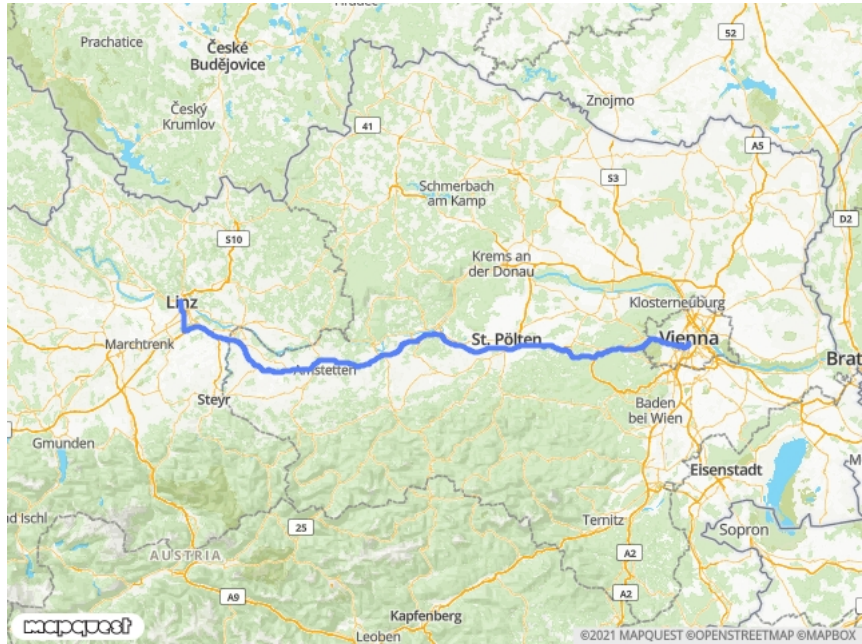 Prachatice
České
Budějovice
52
Český
Krumlov
Znojmo
41
A5
S3
Schmerbach
am Kamp
D2
S10
Krems an
der Donau
Linz
Klosterneuburg
Marchtrenk
St. Pölten
Vienna
Brat
Amstetten
Steyr
Baden
bei Wien
Gmunden
Eisenstadt
d Ischl
25
Ternitz
Sopron
AUSTRIA
A2
A9
A2
Kapfenberg
Leoben
mapquest
©2021 MAPQUEST ©OPENSTREETMAP ©MAPBOX